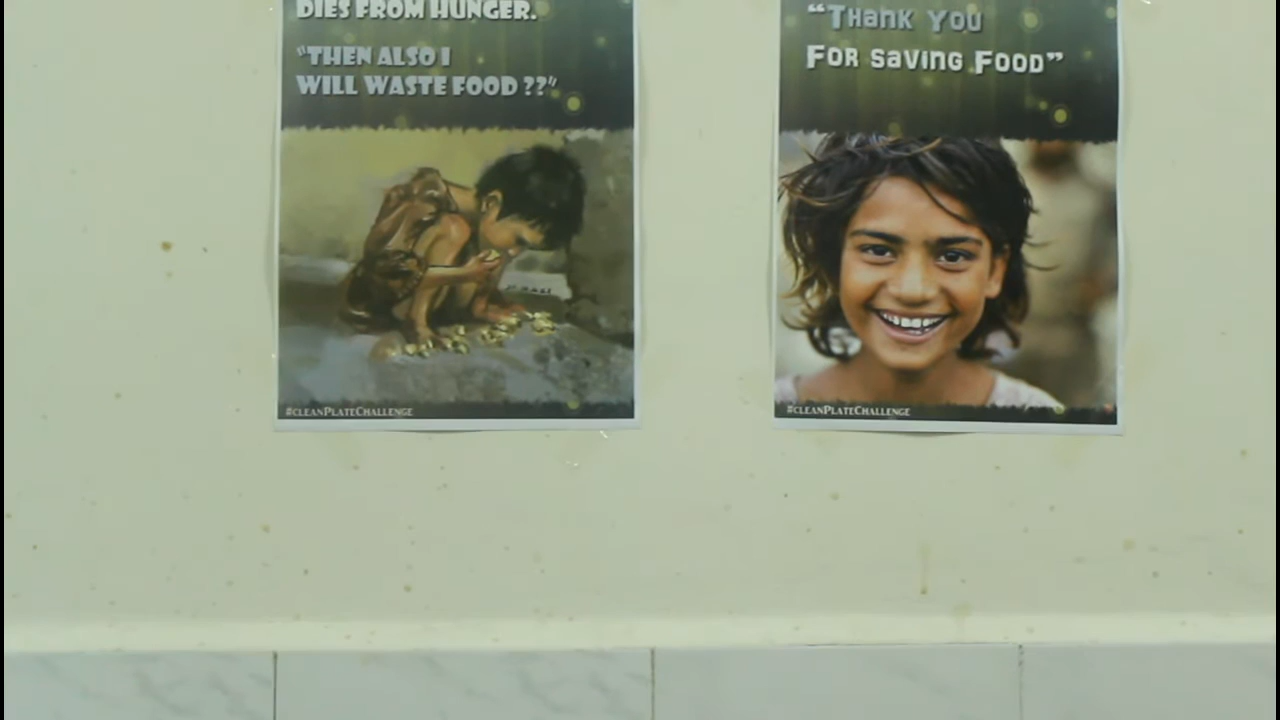 DIES FROM HUNGER.
"THEN ALSO I
WILL WASTE FOOD ??"
#CLEANPLATECHALLENGE
"THANK YOU
FOR SAVING FOOD"
#CLEANPLATECHALLENGE